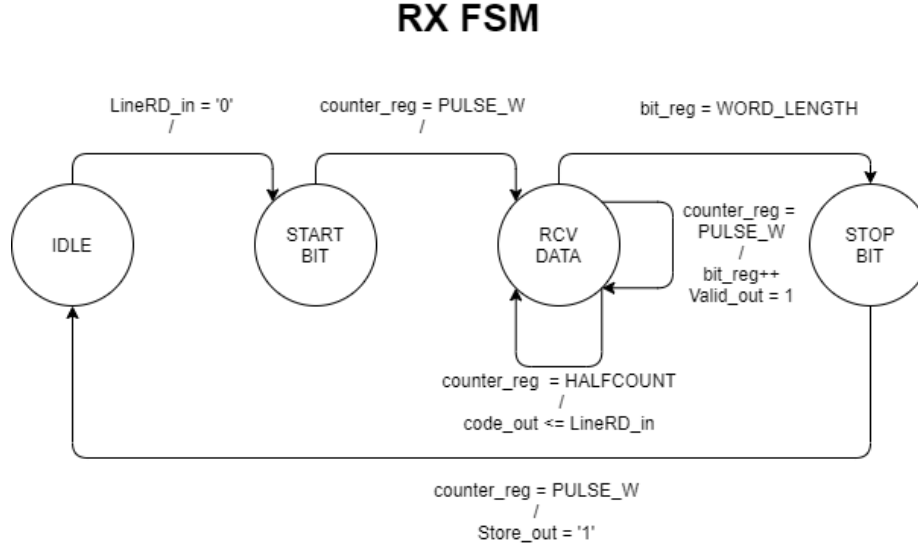 RX FSM
LineRD_in = '0'
/
counter_reg = PULSE_W
/
bit_reg = WORD_LENGTH
IDLE
START
BIT
RCV
DATA
counter_reg =
PULSE_W
/
bit_reg++
Valid_out = 1
STOP
BIT
counter_reg  = HALFCOUNT
/
code_out <= LineRD_in
counter_reg = PULSE_W
/
Store_out = '1'